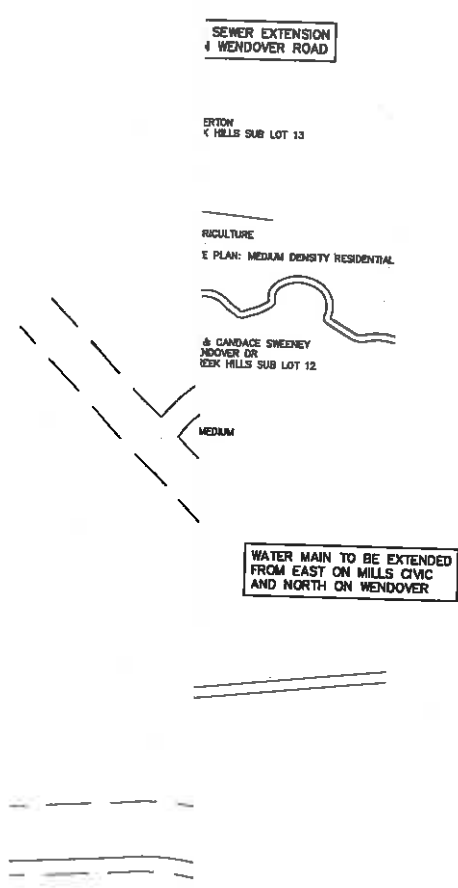 SEWER EXTENSION
WENDOVER ROAD
ERTON
K HILLS SUB LOT 13
RICULTURE
E PLAN: MEDIUM DENSITY RESIDENTIAL
& CANDACE SWEENEY
NDOVER DR
REEK HILLS SUB LOT 12
MEDIUM
WATER MAIN TO BE EXTENDED
FROM EAST ON MILLS CIVIC
AND NORTH ON WENDOVER